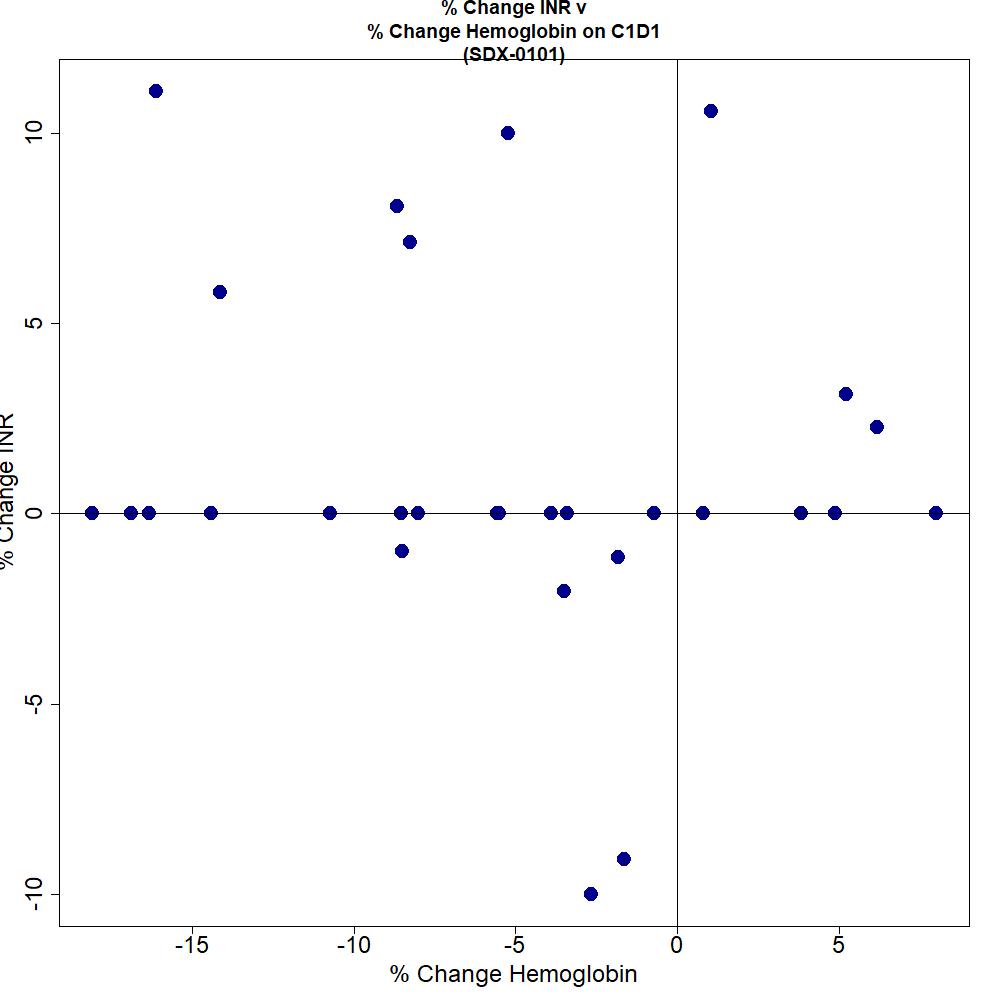 % Change INR v
% Change Hemoglobin on C1D1
(SDX-0101)
% Change INR
10
5
0
-5
-10
-15
-10
-5
0
5
% Change Hemoglobin